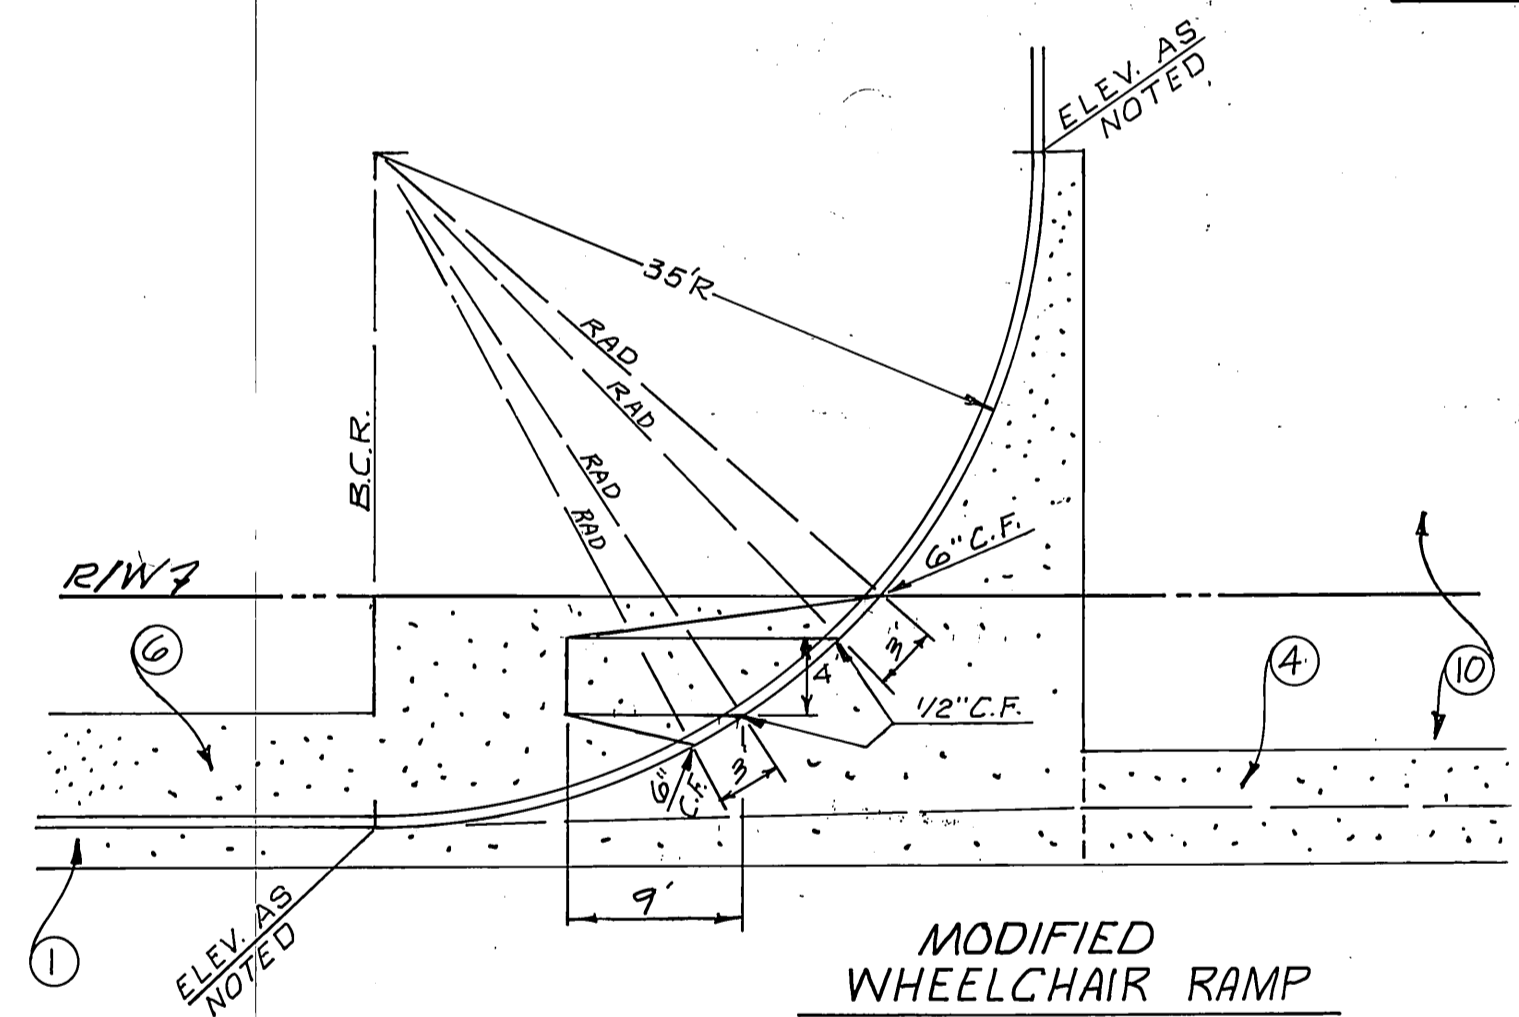 ELEV. AS
NOTED
35'R
RAD
RAD
RAD
RAD
B.C.R.
R/W
6" C.F.
6
3'
4'
4
10
1/2" C.F.
3'
6"
C.F.
9'
1
ELEV. AS
NOTED
MODIFIED
WHEELCHAIR RAMP